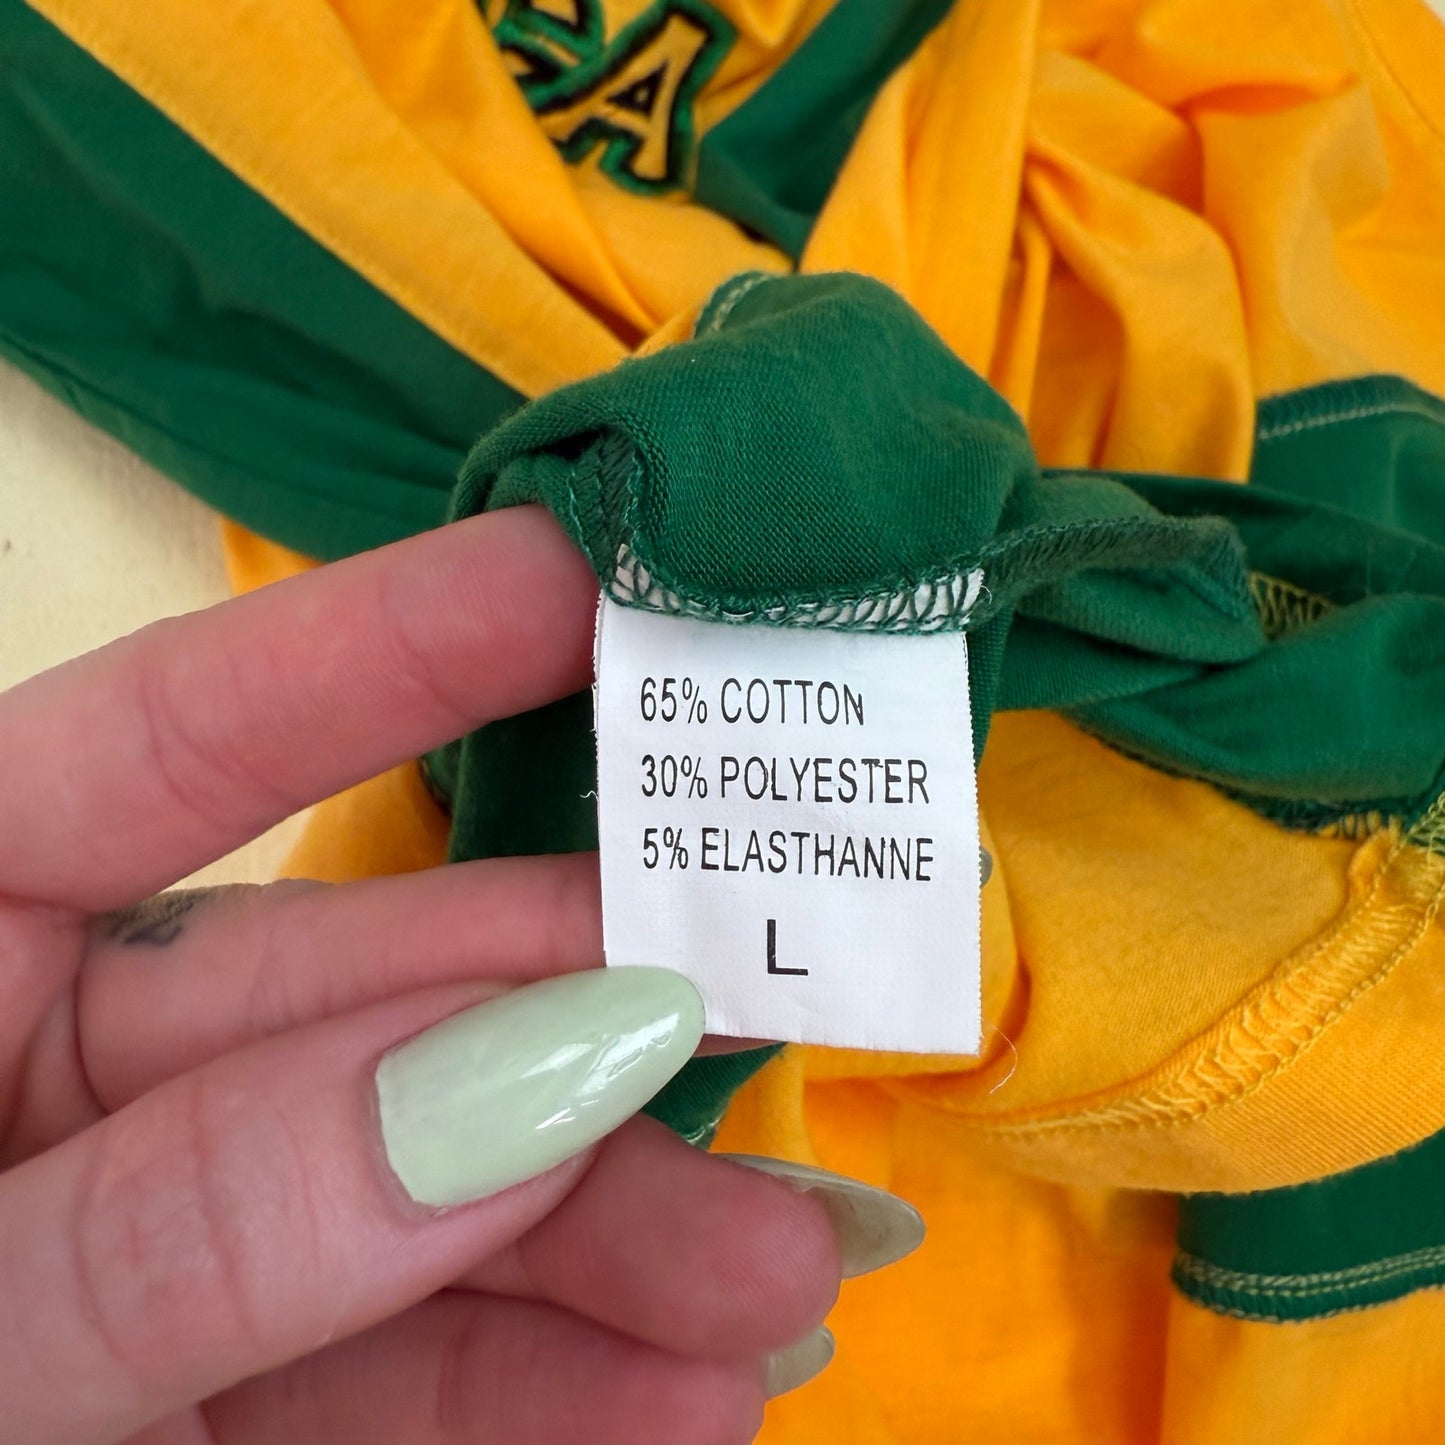 A
65% COTTON
30% POLYESTER
5% ELASTHANNE
L